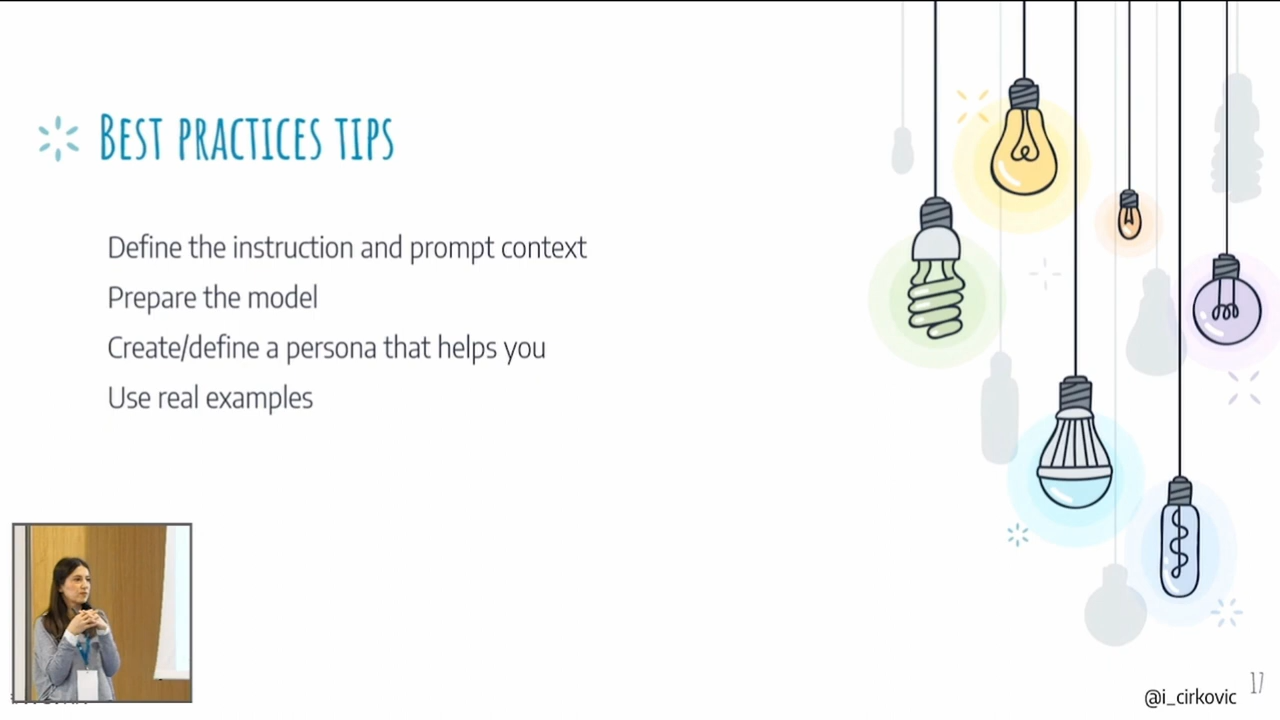 Best practices tips
Define the instruction and prompt context
Prepare the model
Create/define a persona that helps you
Use real examples
@i_cirkovic
17